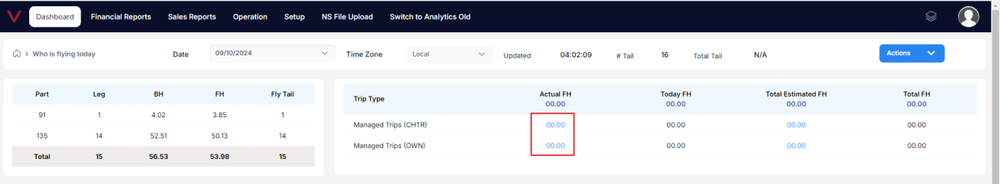 Dashboard Financial Reports Sales Reports Operation Setup NS File Upload Switch to Analytics Old
> Who is flying today Date 09/10/2024 Time Zone Local Updated 04:02:09 # Tail 16 Total Tail N/A Actions
Part Leg BH FH Fly Tail
91 1 4.02 3.85 1
135 14 52.51 50.13 14
Total 15 56.53 53.98 15
Trip Type Actual FH Today FH Total Estimated FH Total FH
00.00 00.00 00.00 00.00
Managed Trips (CHTR) 00.00 00.00 00.00 00.00
Managed Trips (OWN) 00.00 00.00 00.00 00.00